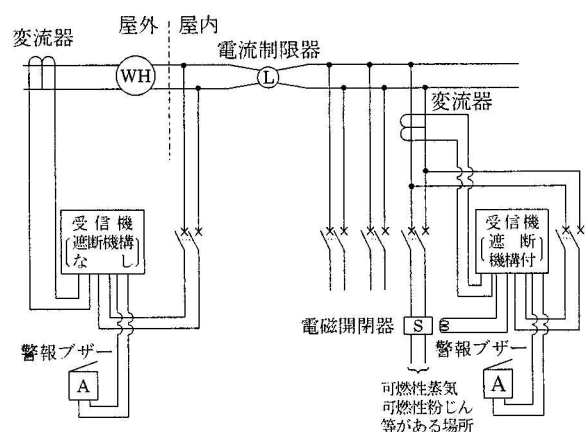 屋外
屋内
変流器
電流制限器
WH
L
変流器
受信機
遮断機構
なし
受信機
遮断
機構付
電磁開閉器
S
警報ブザー
A
警報ブザー
A
可燃性蒸気
可燃性粉じん
等がある場所